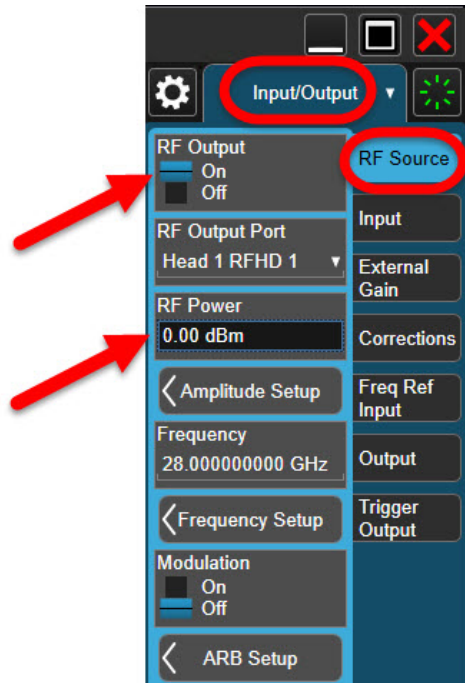 Input/Output
RF Output
On
Off
RF Output Port
Head 1 RFHD 1
RF Power
0.00 dBm
Amplitude Setup
Frequency
28.000000000 GHz
Frequency Setup
Modulation
On
Off
ARB Setup
RF Source
Input
External
Gain
Corrections
Freq Ref
Input
Output
Trigger
Output